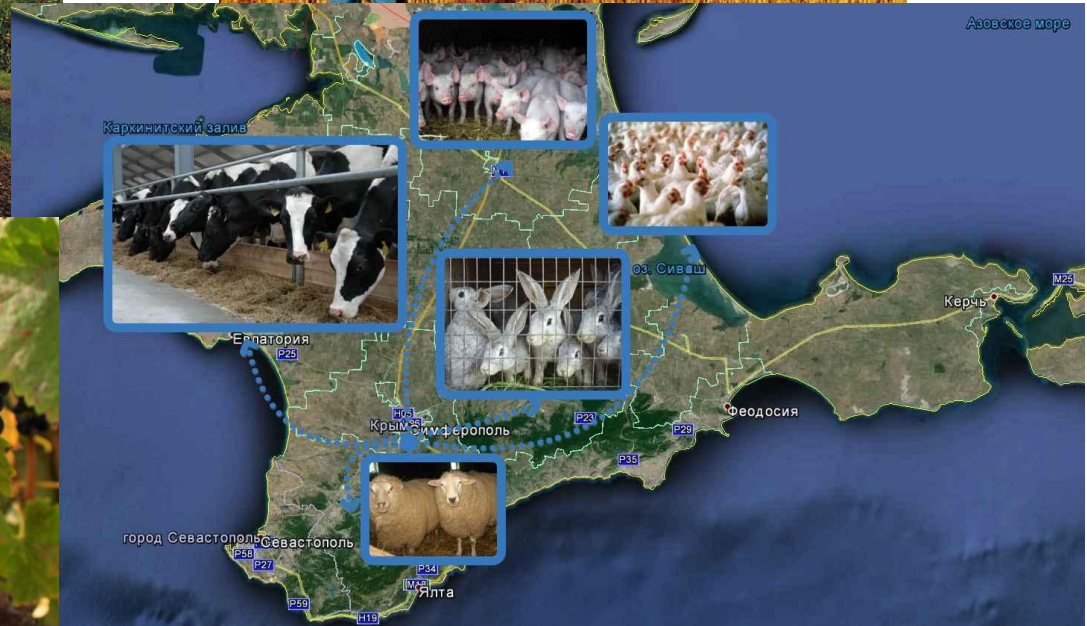 Азовское море
Каркинитский залив
оз. Сиваш
M25
Керчь
Евпатория
P25
H05
Крым
Симферополь
P23
Феодосия
P29
P35
город Севастополь
Севастополь
P58
P27
P34
Ялта
P59
H19